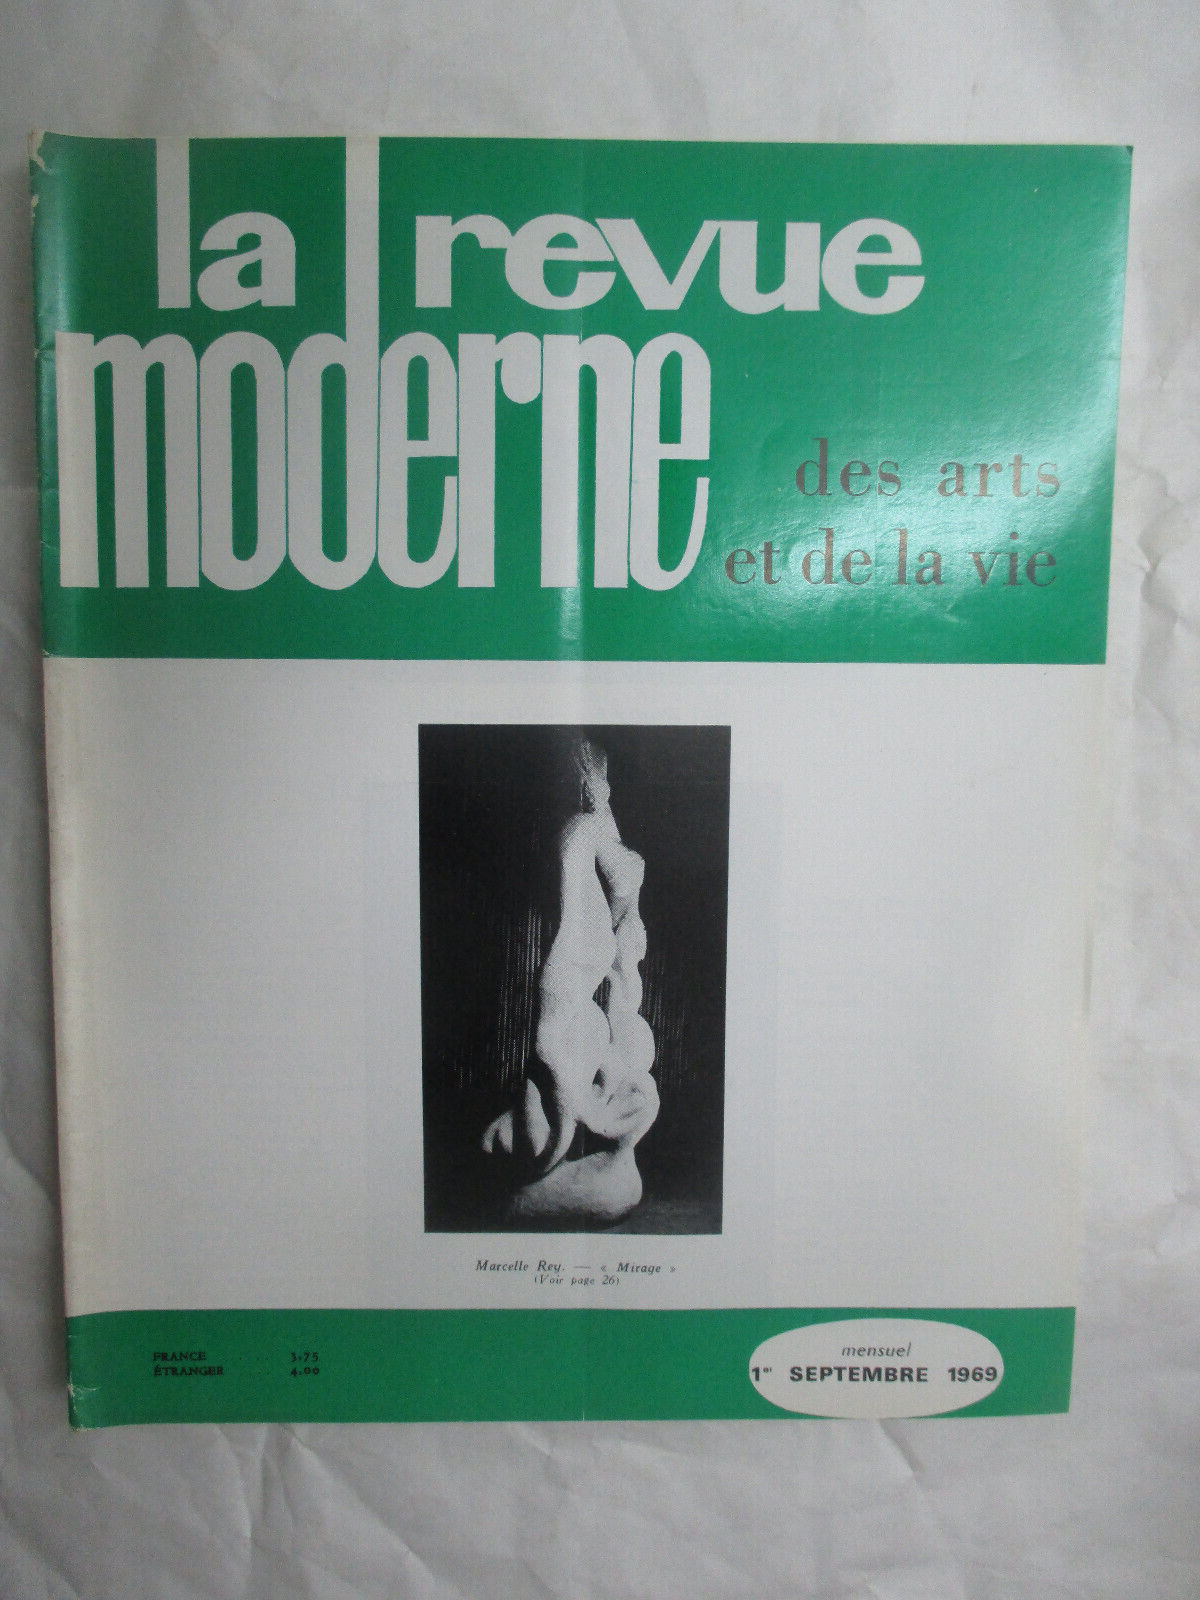 la revue
moderne
des arts
et de la vie
Marcelle Rey. — « Mirage »
(Voir page 26)
FRANCE .. .. 3.75
ÉTRANGER 4.00
mensuel
1er SEPTEMBRE 1969